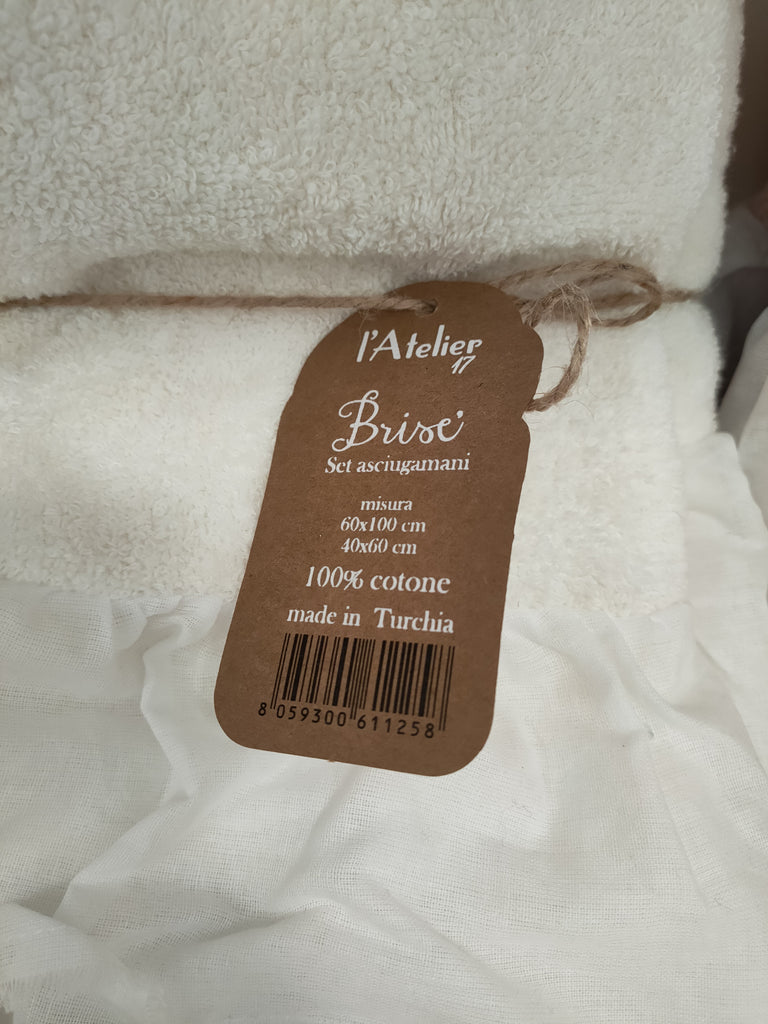 l'Atelier
17
Brisé
Set asciugamani
misura
60x100 cm
40x60 cm
100% cotone
made in Turchia
8 059300 611258